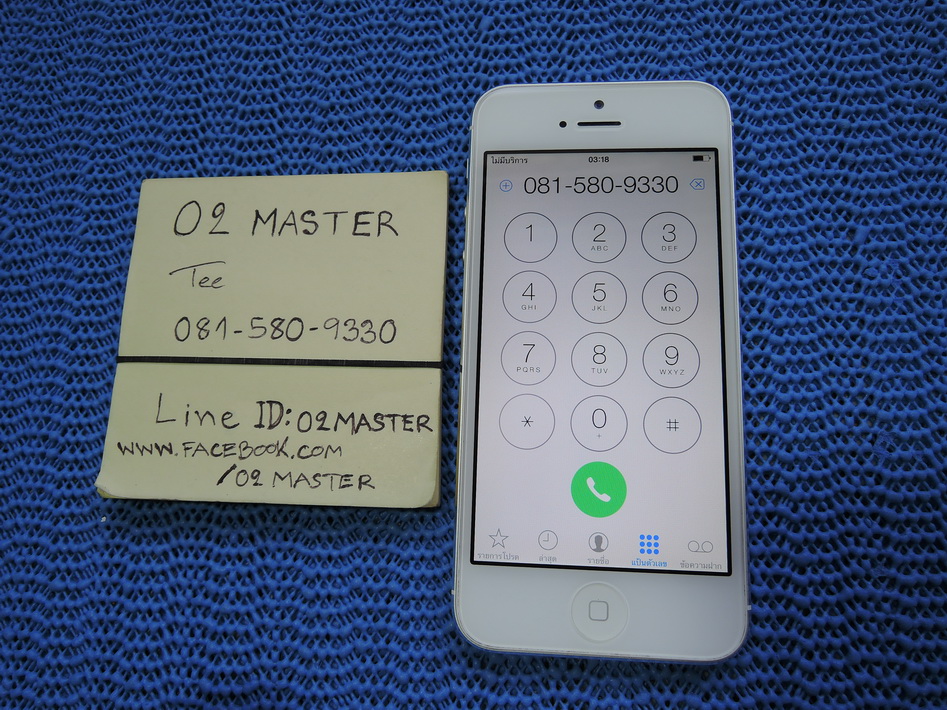 O2 MASTER
Tee
081-580-9330
Line ID: O2MASTER
WWW.FACEBOOK.COM
/O2 MASTER
ไม่มีบริการ 03:18
081-580-9330
1 2 3
ABC DEF
4 5 6
GHI JKL MNO
7 8 9
PQRS TUV WXYZ
* 0 #
+
รายการโปรด ล่าสุด รายชื่อ แป้นตัวเลข ข้อความฝาก